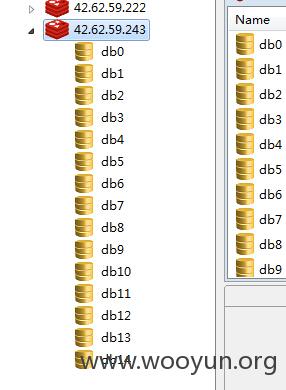 42.62.59.222
42.62.59.243
db0
db1
db2
db3
db4
db5
db6
db7
db8
db9
db10
db11
db12
db13
db14
Name
db0
db1
db2
db3
db4
db5
db6
db7
db8
db9
www.wooyun.org